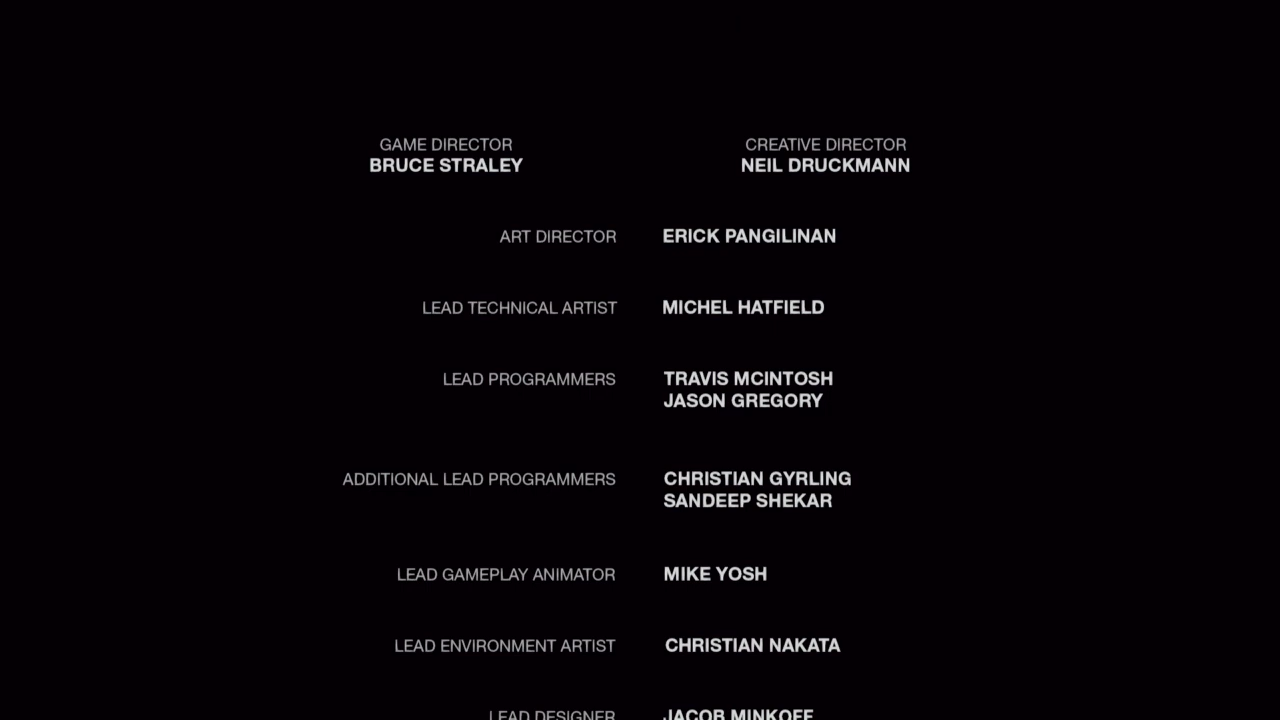 GAME DIRECTOR
BRUCE STRALEY
CREATIVE DIRECTOR
NEIL DRUCKMANN
ART DIRECTOR ERICK PANGILINAN
LEAD TECHNICAL ARTIST MICHEL HATFIELD
LEAD PROGRAMMERS TRAVIS MCINTOSH
JASON GREGORY
ADDITIONAL LEAD PROGRAMMERS CHRISTIAN GYRLING
SANDEEP SHEKAR
LEAD GAMEPLAY ANIMATOR MIKE YOSH
LEAD ENVIRONMENT ARTIST CHRISTIAN NAKATA
LEAD DESIGNER JACOB MINKOFF